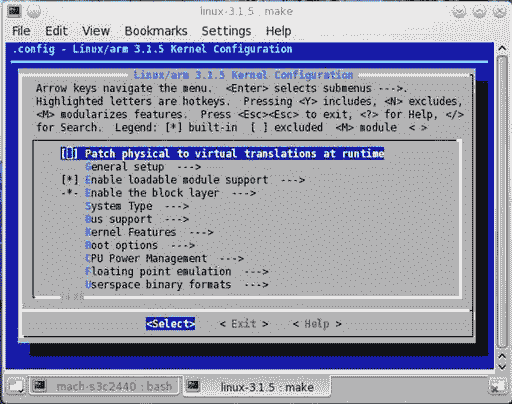 linux-3.1.5 : make
File Edit View Bookmarks Settings Help
.config - Linux/arm 3.1.5 Kernel Configuration
Linux/arm 3.1.5 Kernel Configuration
Arrow keys navigate the menu. <Enter> selects submenus --->.
Highlighted letters are hotkeys. Pressing <Y> includes, <N> excludes,
<M> modularizes features. Press <Esc><Esc> to exit, <?> for Help, </>
for Search. Legend: [*] built-in [ ] excluded <M> module < >
[ ] Patch physical to virtual translations at runtime
General setup --->
[*] Enable loadable module support --->
-*- Enable the block layer --->
System Type --->
Bus support --->
Kernel Features --->
Boot options --->
CPU Power Management --->
Floating point emulation --->
Userspace binary formats --->
<Select> < Exit > < Help >
mach-s3c2440 : bash linux-3.1.5 : make